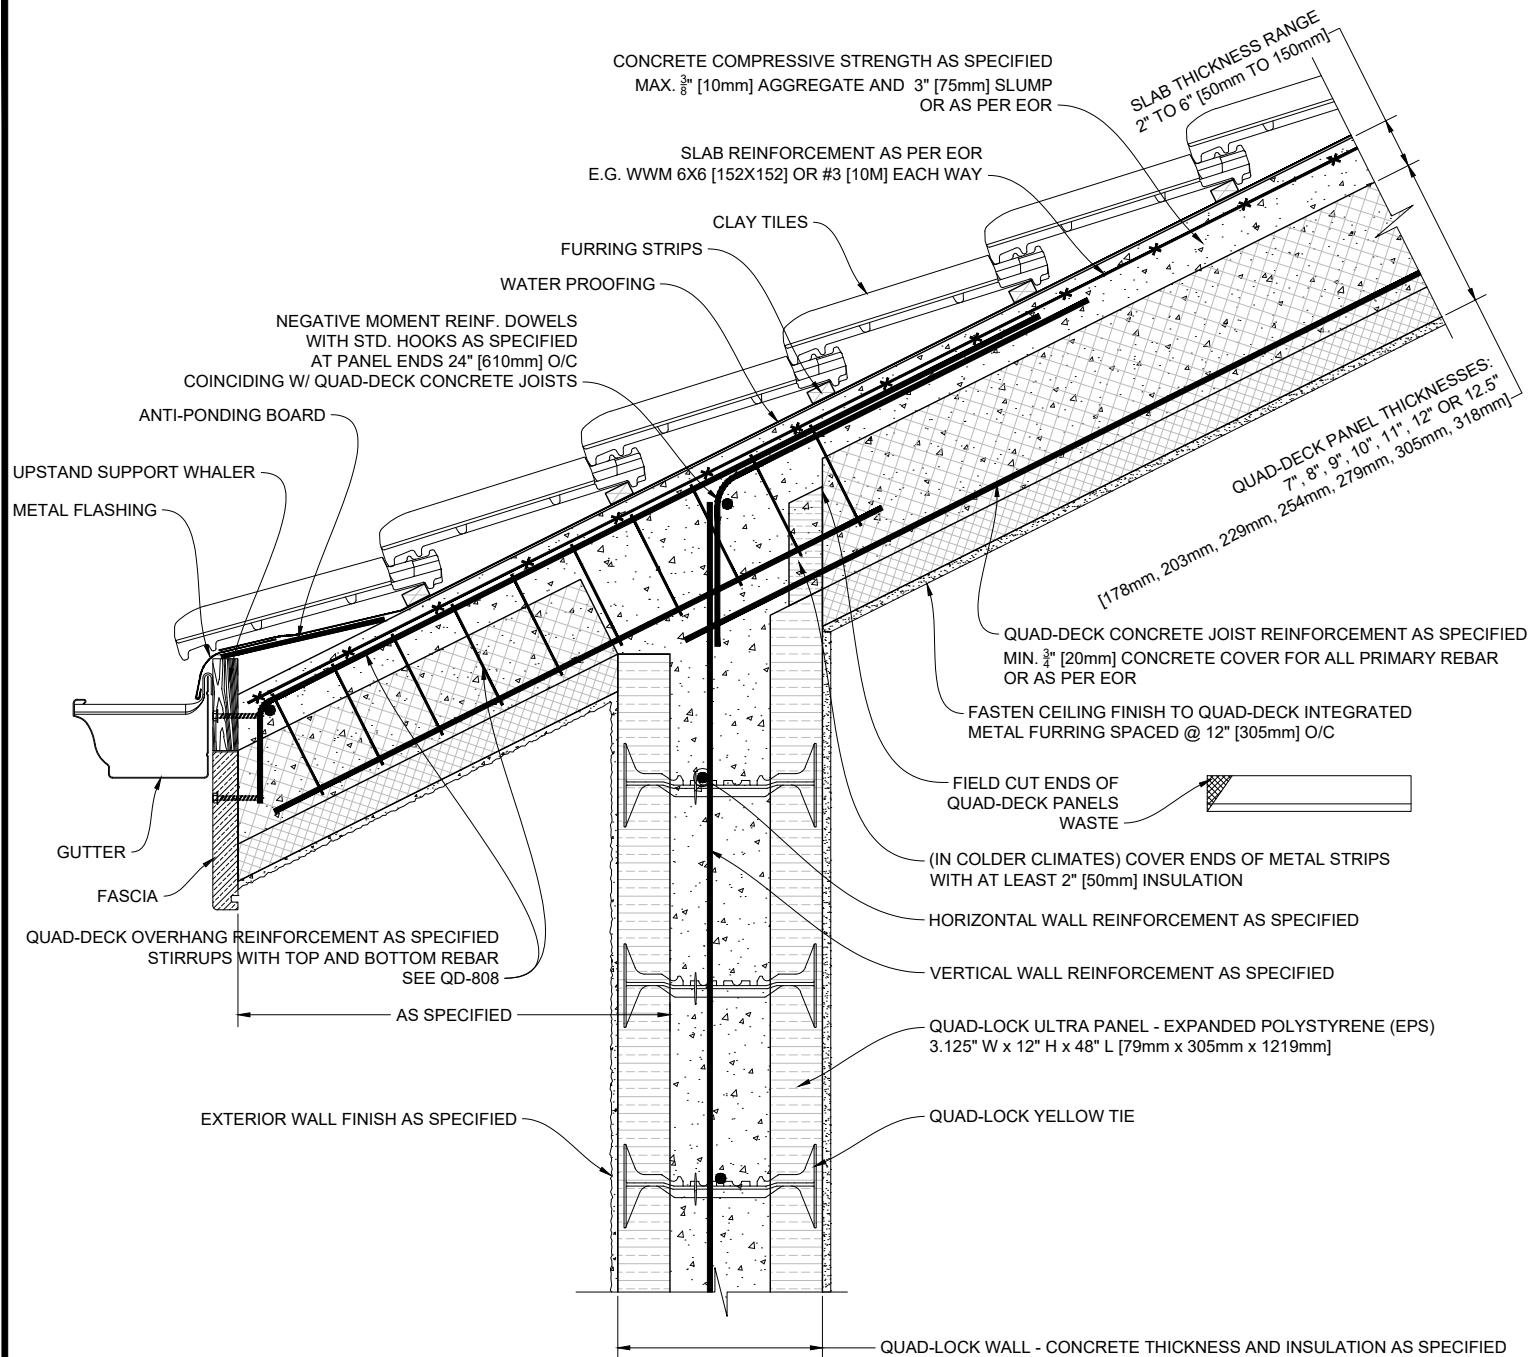 CONCRETE COMPRESSIVE STRENGTH AS SPECIFIED
MAX. 3/8" [10mm] AGGREGATE AND 3" [75mm] SLUMP
OR AS PER EOR
SLAB THICKNESS RANGE
2" TO 6" [50mm TO 150mm]
SLAB REINFORCEMENT AS PER EOR
E.G. WWM 6X6 [152X152] OR #3 [10M] EACH WAY
CLAY TILES
FURRING STRIPS
WATER PROOFING
NEGATIVE MOMENT REINF. DOWELS
WITH STD. HOOKS AS SPECIFIED
AT PANEL ENDS 24" [610mm] O/C
COINCIDING W/ QUAD-DECK CONCRETE JOISTS
ANTI-PONDING BOARD
UPSTAND SUPPORT WHALER
METAL FLASHING
QUAD-DECK PANEL THICKNESSES:
7", 8", 9", 10", 11", 12" OR 12.5"
[178mm, 203mm, 229mm, 254mm, 279mm, 305mm, 318mm]
QUAD-DECK CONCRETE JOIST REINFORCEMENT AS SPECIFIED
MIN. 3/4" [20mm] CONCRETE COVER FOR ALL PRIMARY REBAR
OR AS PER EOR
FASTEN CEILING FINISH TO QUAD-DECK INTEGRATED
METAL FURRING SPACED @ 12" [305mm] O/C
FIELD CUT ENDS OF
QUAD-DECK PANELS
WASTE
GUTTER
FASCIA
(IN COLDER CLIMATES) COVER ENDS OF METAL STRIPS
WITH AT LEAST 2" [50mm] INSULATION
HORIZONTAL WALL REINFORCEMENT AS SPECIFIED
QUAD-DECK OVERHANG REINFORCEMENT AS SPECIFIED
STIRRUPS WITH TOP AND BOTTOM REBAR
SEE QD-808
VERTICAL WALL REINFORCEMENT AS SPECIFIED
AS SPECIFIED
QUAD-LOCK ULTRA PANEL - EXPANDED POLYSTYRENE (EPS)
3.125" W x 12" H x 48" L [79mm x 305mm x 1219mm]
EXTERIOR WALL FINISH AS SPECIFIED
QUAD-LOCK YELLOW TIE
QUAD-LOCK WALL - CONCRETE THICKNESS AND INSULATION AS SPECIFIED